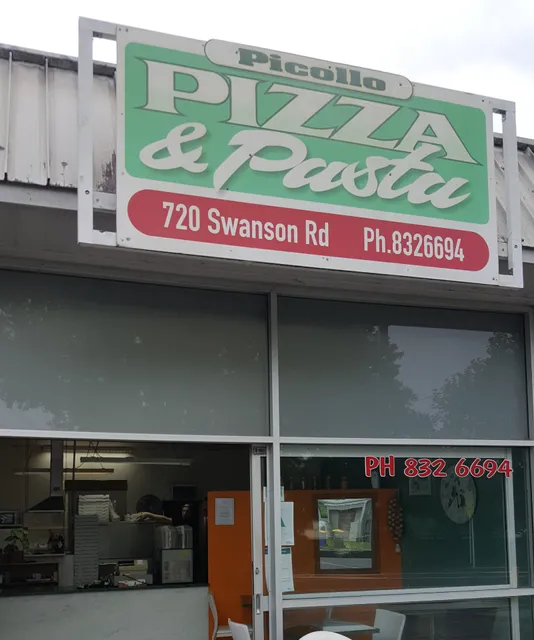 Picollo
PIZZA
& Pasta
720 Swanson Rd Ph.8326694
PH 832 6694